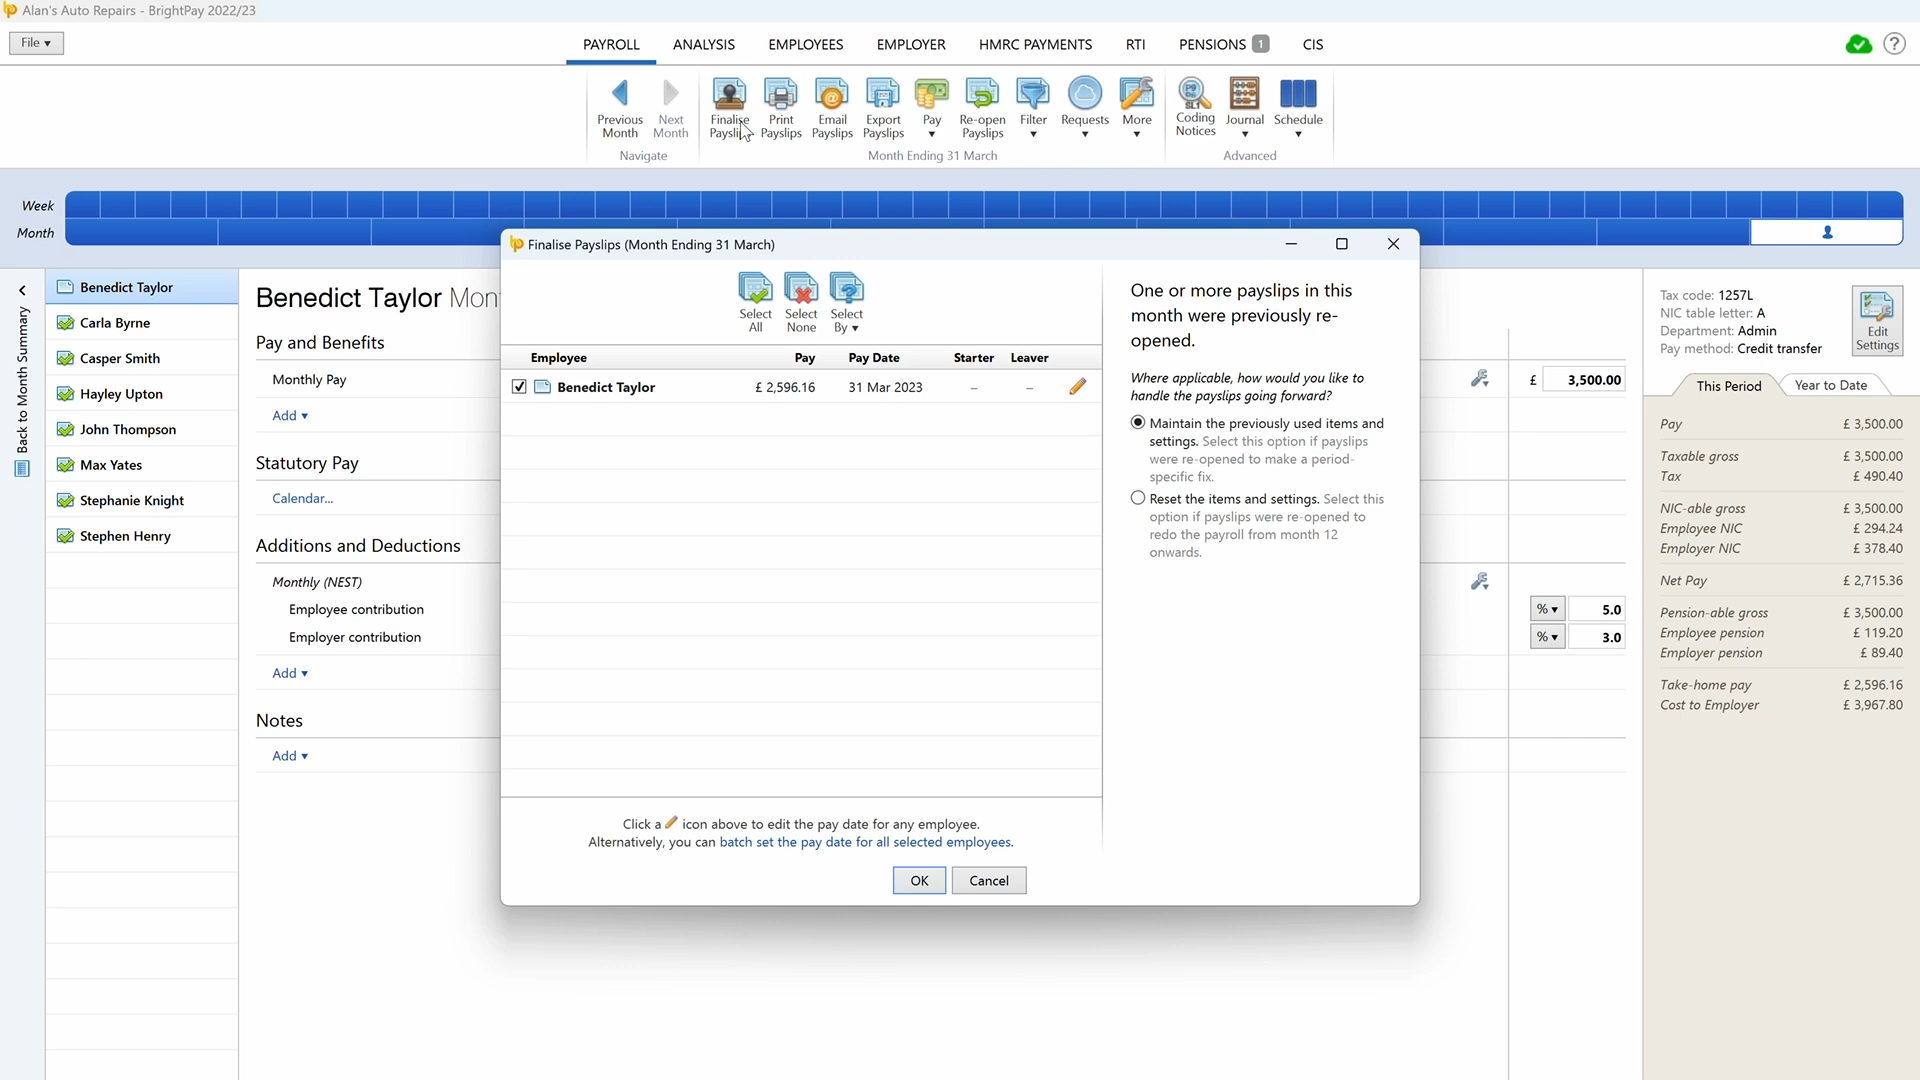 Alan's Auto Repairs - BrightPay 2022/23
File ▾
PAYROLL ANALYSIS EMPLOYEES EMPLOYER HMRC PAYMENTS RTI PENSIONS 1 CIS
Previous Month
Next Month
Navigate
Finalise Payslips
Print Payslips
Email Payslips
Export Payslips
Pay
Re-open Payslips
Filter
Requests
More
Month Ending 31 March
Coding Notices
Journal
Schedule
Advanced
Week
Month
Back to Month Summary
Benedict Taylor
Carla Byrne
Casper Smith
Hayley Upton
John Thompson
Max Yates
Stephanie Knight
Stephen Henry
Benedict Taylor Mon
Pay and Benefits
Monthly Pay
Add ▾
Statutory Pay
Calendar...
Additions and Deductions
Monthly (NEST)
Employee contribution
Employer contribution
Add ▾
Notes
Add ▾
Finalise Payslips (Month Ending 31 March)
Select All
Select None
Select By ▾
Employee Pay Pay Date Starter Leaver
Benedict Taylor £ 2,596.16 31 Mar 2023 – –
Click a icon above to edit the pay date for any employee.
Alternatively, you can batch set the pay date for all selected employees.
OK Cancel
One or more payslips in this
month were previously re-
opened.
Where applicable, how would you like to
handle the payslips going forward?
Maintain the previously used items and
settings. Select this option if payslips
were re-opened to make a period-
specific fix.
Reset the items and settings. Select this
option if payslips were re-opened to
redo the payroll from month 12
onwards.
£ 3,500.00
% ▾ 5.0
% ▾ 3.0
Tax code: 1257L
NIC table letter: A
Department: Admin
Pay method: Credit transfer
Edit Settings
This Period Year to Date
Pay £ 3,500.00
Taxable gross £ 3,500.00
Tax £ 490.40
NIC-able gross £ 3,500.00
Employee NIC £ 294.24
Employer NIC £ 378.40
Net Pay £ 2,715.36
Pension-able gross £ 3,500.00
Employee pension £ 119.20
Employer pension £ 89.40
Take-home pay £ 2,596.16
Cost to Employer £ 3,967.80